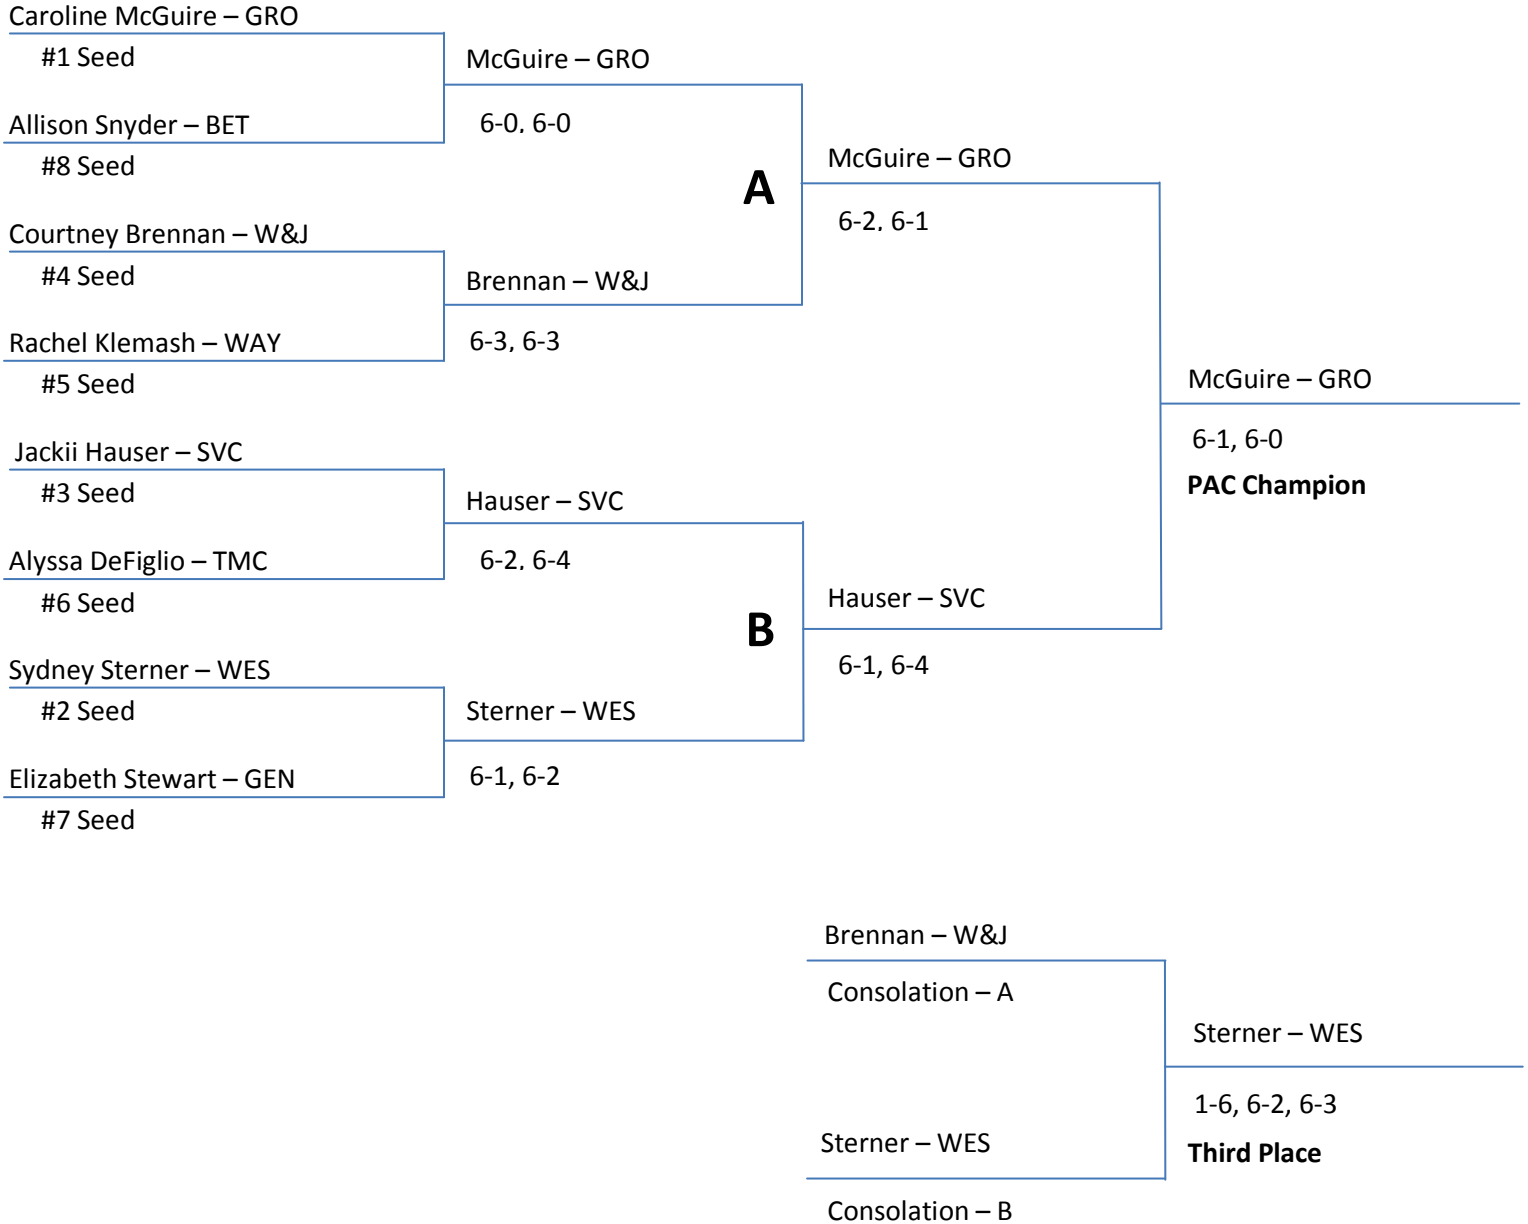 Caroline McGuire – GRO
#1 Seed
McGuire – GRO
6-0, 6-0
Allison Snyder – BET
#8 Seed
McGuire – GRO
A
6-2, 6-1
Courtney Brennan – W&J
#4 Seed
Brennan – W&J
6-3, 6-3
Rachel Klemash – WAY
#5 Seed
McGuire – GRO
6-1, 6-0
PAC Champion
Jackii Hauser – SVC
#3 Seed
Hauser – SVC
6-2, 6-4
Alyssa DeFiglio – TMC
#6 Seed
Hauser – SVC
B
6-1, 6-4
Sydney Sterner – WES
#2 Seed
Sterner – WES
6-1, 6-2
Elizabeth Stewart – GEN
#7 Seed
Brennan – W&J
Consolation – A
Sterner – WES
1-6, 6-2, 6-3
Third Place
Sterner – WES
Consolation – B